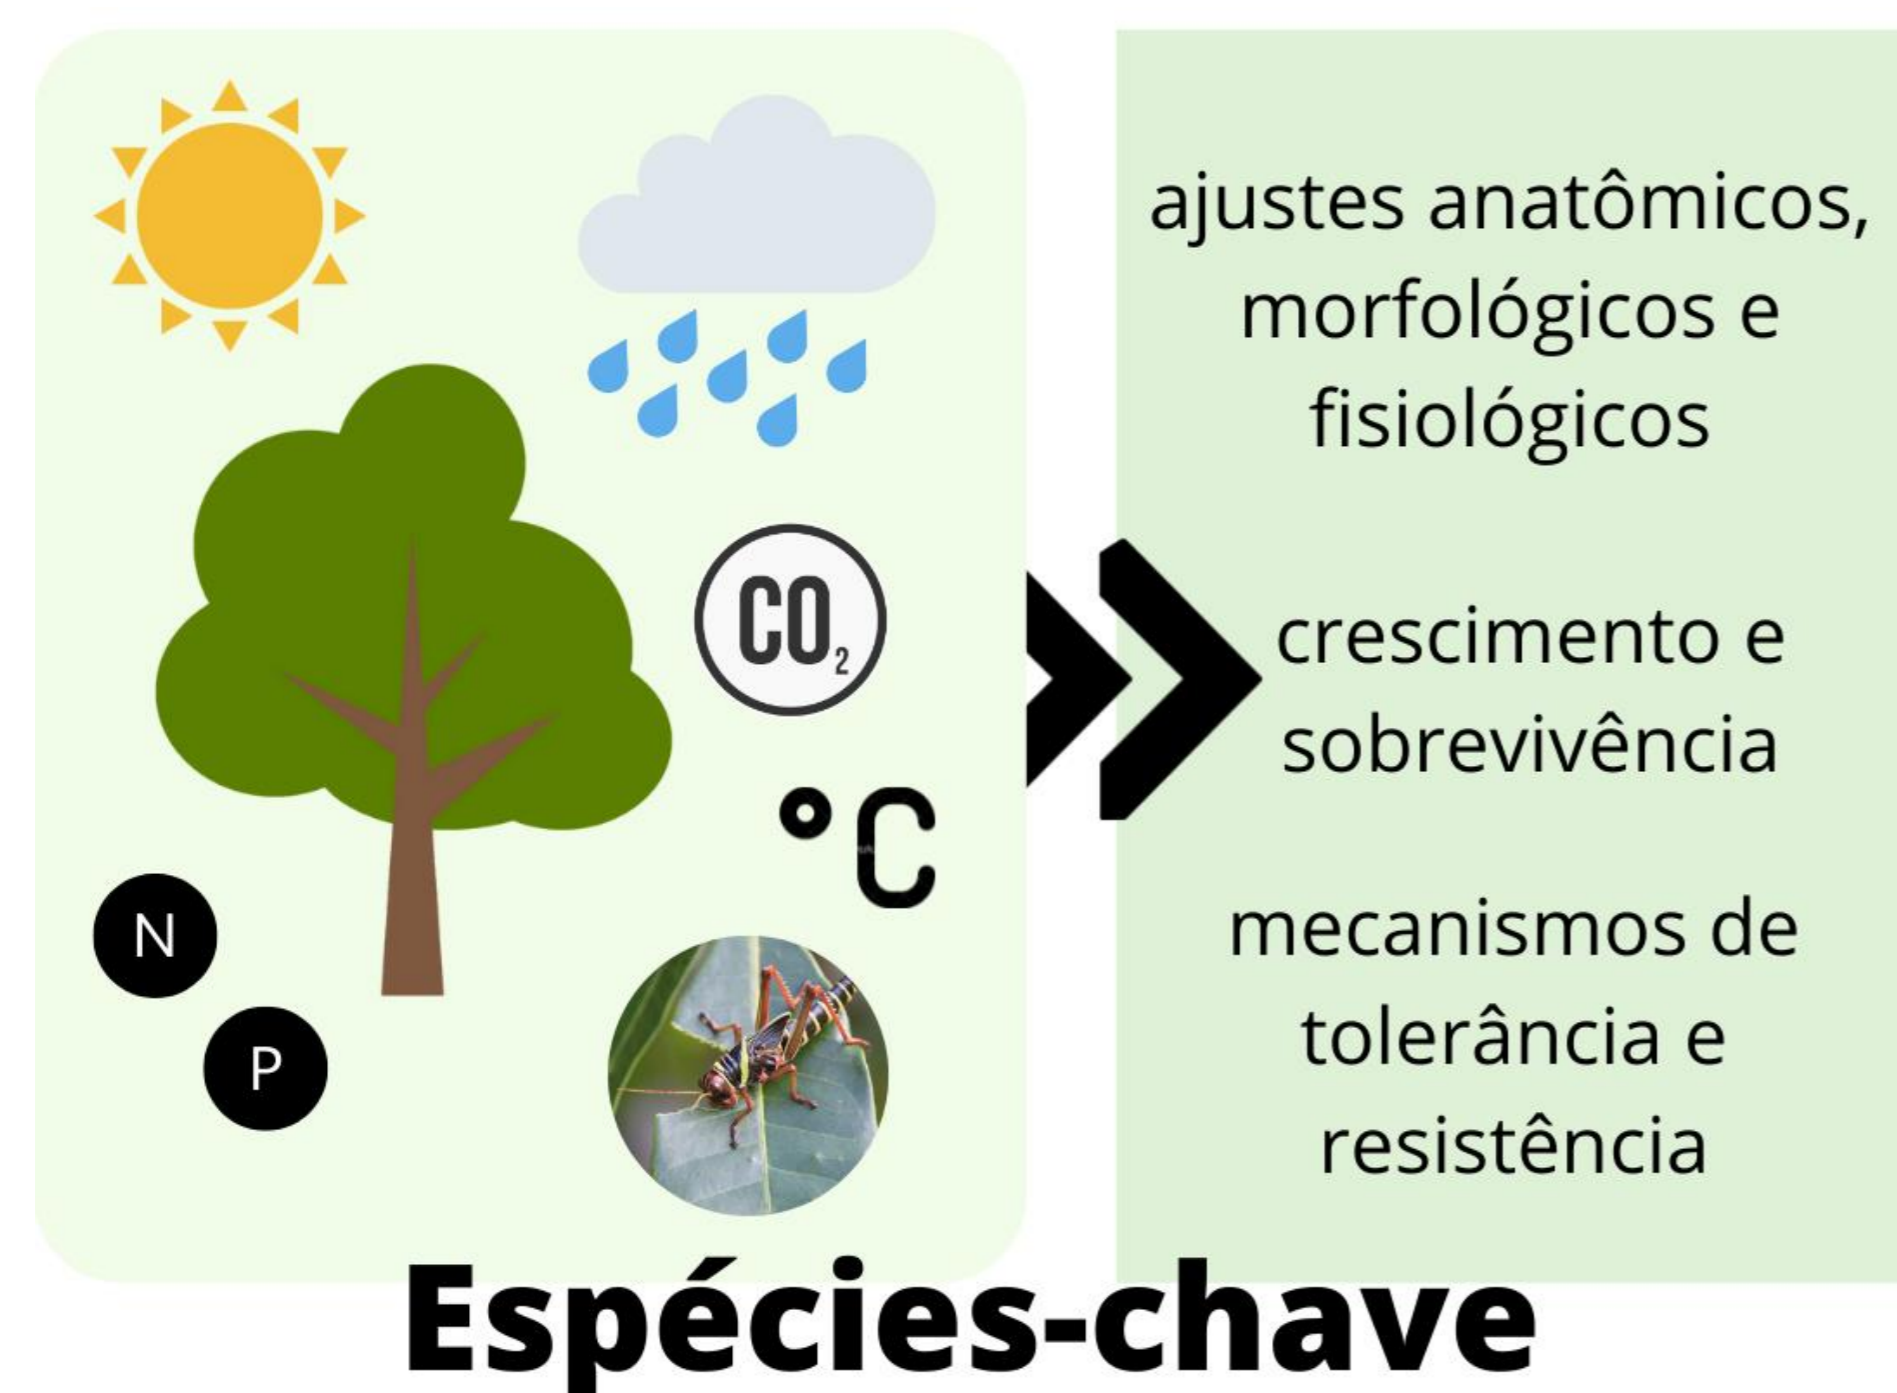 CO₂
°C
N
P
ajustes anatômicos,
morfológicos e
fisiológicos
crescimento e
sobrevivência
mecanismos de
tolerância e
resistência
Espécies-chave